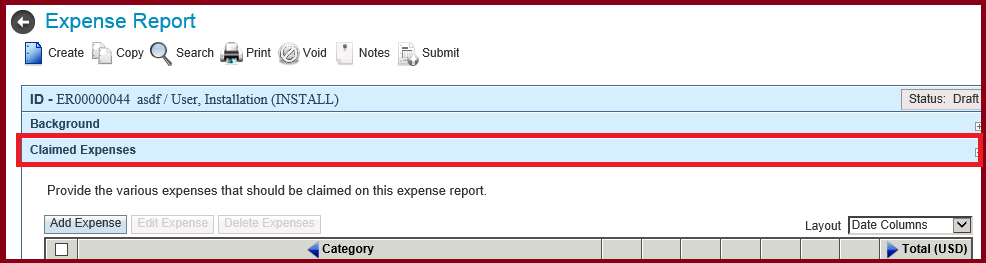 Expense Report
Create Copy Search Print Void Notes Submit
ID - ER00000044 asdf / User, Installation (INSTALL) Status: Draft
Background
Claimed Expenses
Provide the various expenses that should be claimed on this expense report.
Add Expense Edit Expense Delete Expenses Layout Date Columns
Category Total (USD)